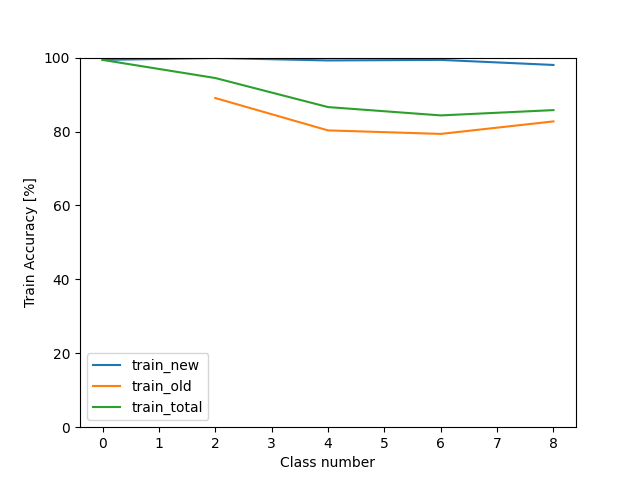 100
80
60
40
20
0
Train Accuracy [%]
train_new
train_old
train_total
0 1 2 3 4 5 6 7 8
Class number